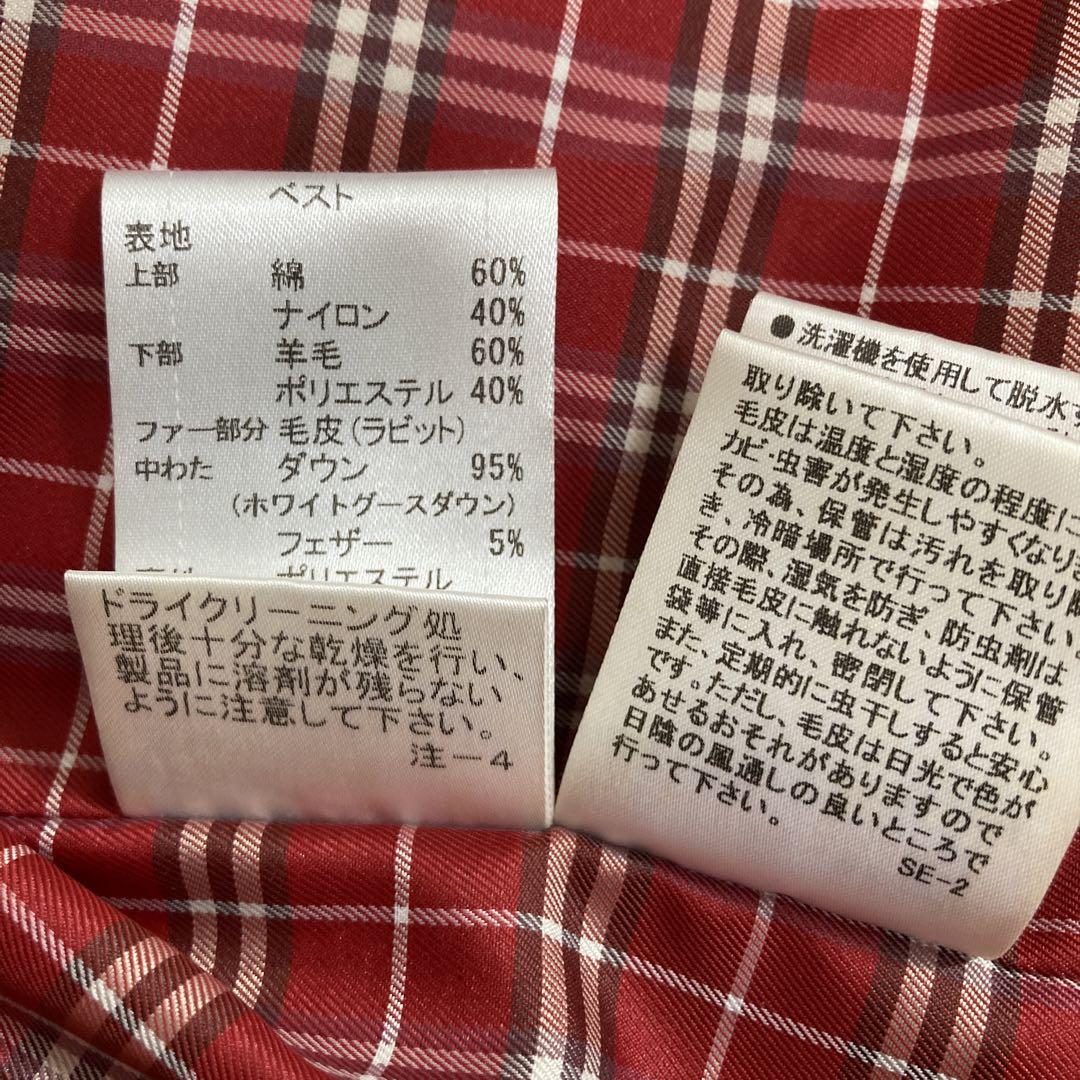 ベスト
表地
上部 綿 60%
ナイロン 40%
下部 羊毛 60%
ポリエステル 40%
ファー部分 毛皮(ラビット)
中わた ダウン 95%
(ホワイトグースダウン)
フェザー 5%
ポリエステル
ドライクリーニング処
理後十分な乾燥を行い、
製品に溶剤が残らない
ように注意して下さい。
注-4
●洗濯機を使用して脱水す
取り除いて下さい。
毛皮は温度と湿度の程度に
カビ・虫害が発生しやすくなり
その為、保管は汚れを取り除
き、冷暗場所で行って下さい。
その際、湿気を防ぎ、防虫剤は
直接毛皮に触れないように保管
袋等に入れ、密閉して下さい。
また、定期的に虫干しすると安心
です。ただし、毛皮は日光で色が
あせるおそれがありますので
日陰の風通しの良いところで
行って下さい。
SE-2